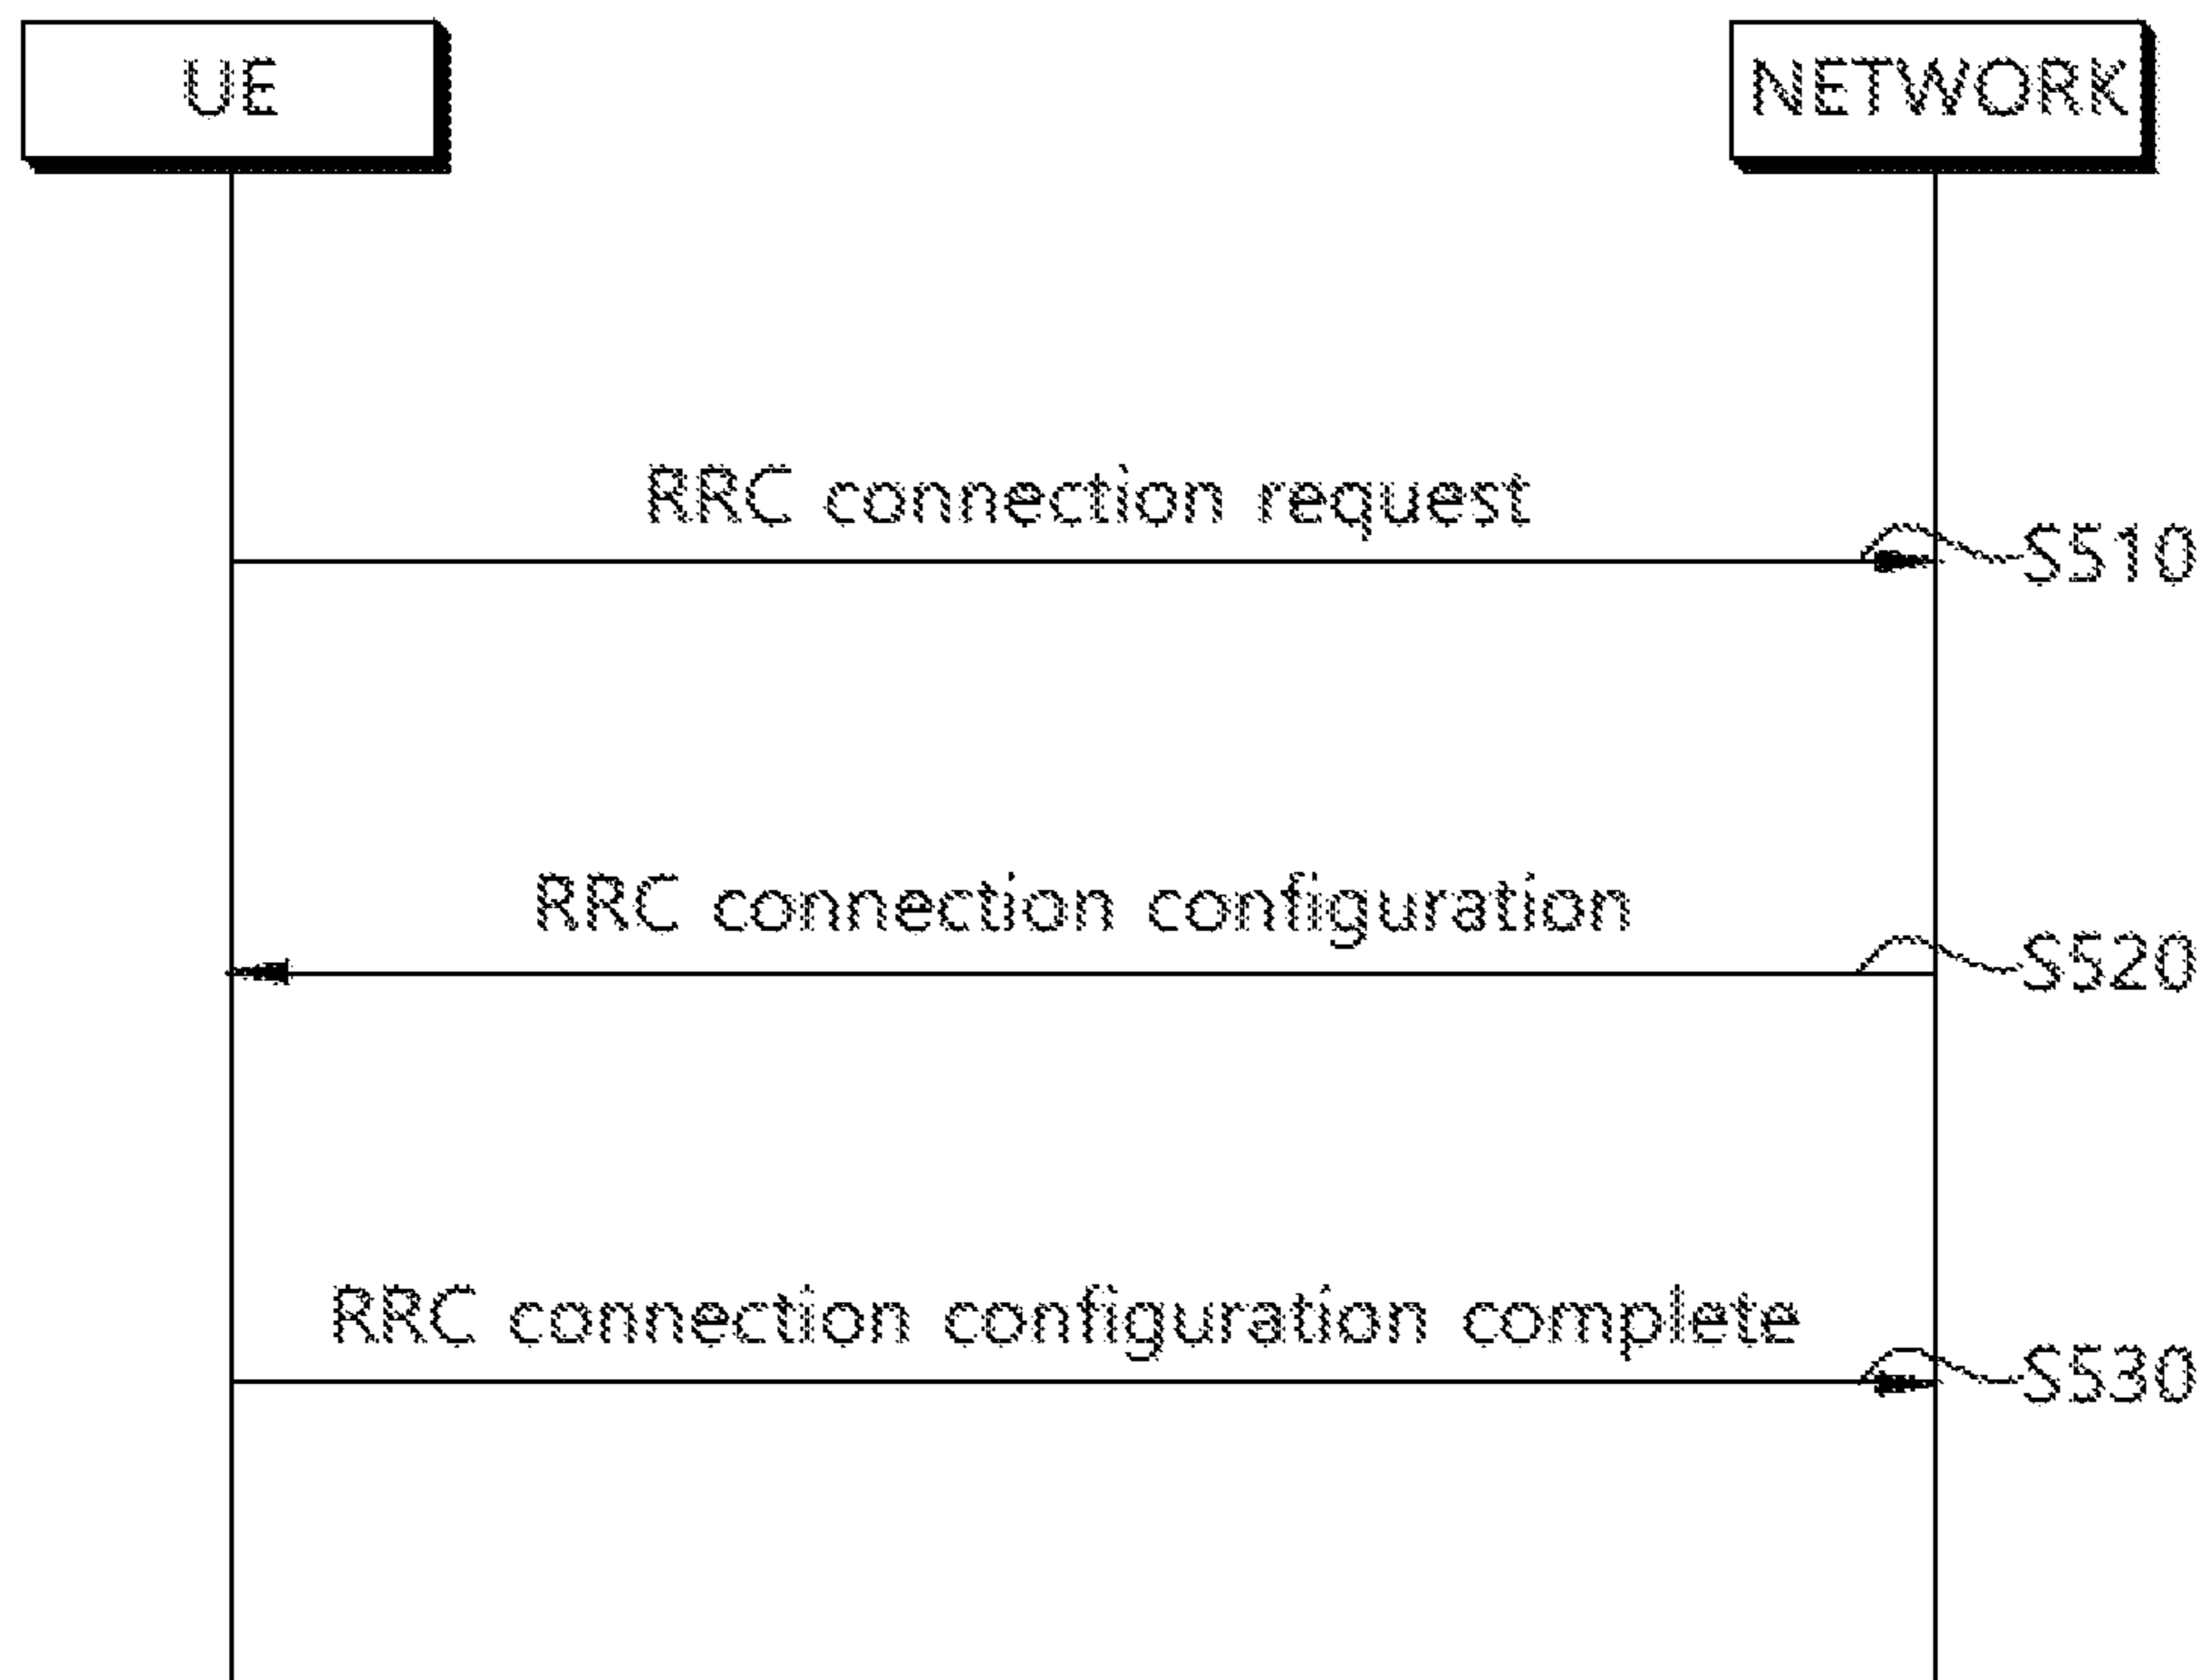 UE
NETWORK
RRC connection request
S510
RRC connection configuration
S520
RRC connection configuration complete
S530